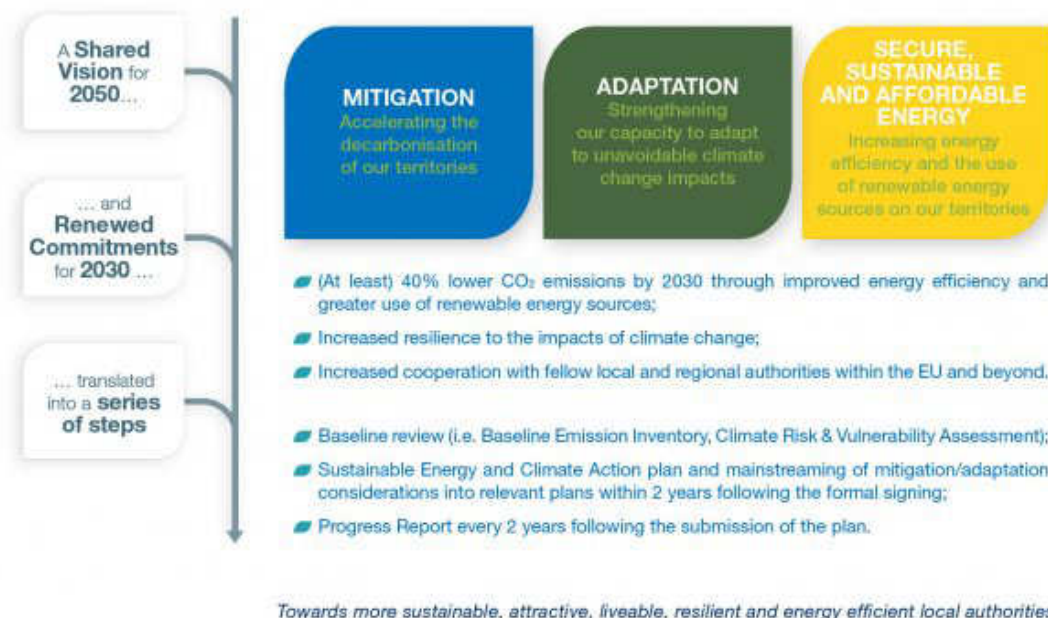 A Shared
Vision for
2050...
MITIGATION
Accelerating the
decarbonisation
of our territories
ADAPTATION
Strengthening
our capacity to adapt
to unavoidable climate
change impacts
SECURE,
SUSTAINABLE
AND AFFORDABLE
ENERGY
Increasing energy
efficiency and the use
of renewable energy
sources on our territories
... and
Renewed
Commitments
for 2030 ...
(At least) 40% lower CO₂ emissions by 2030 through improved energy efficiency and
greater use of renewable energy sources;
Increased resilience to the impacts of climate change;
Increased cooperation with fellow local and regional authorities within the EU and beyond.
... translated
into a series
of steps
Baseline review (i.e. Baseline Emission Inventory, Climate Risk & Vulnerability Assessment);
Sustainable Energy and Climate Action plan and mainstreaming of mitigation/adaptation
considerations into relevant plans within 2 years following the formal signing;
Progress Report every 2 years following the submission of the plan.
Towards more sustainable, attractive, liveable, resilient and energy efficient local authorities